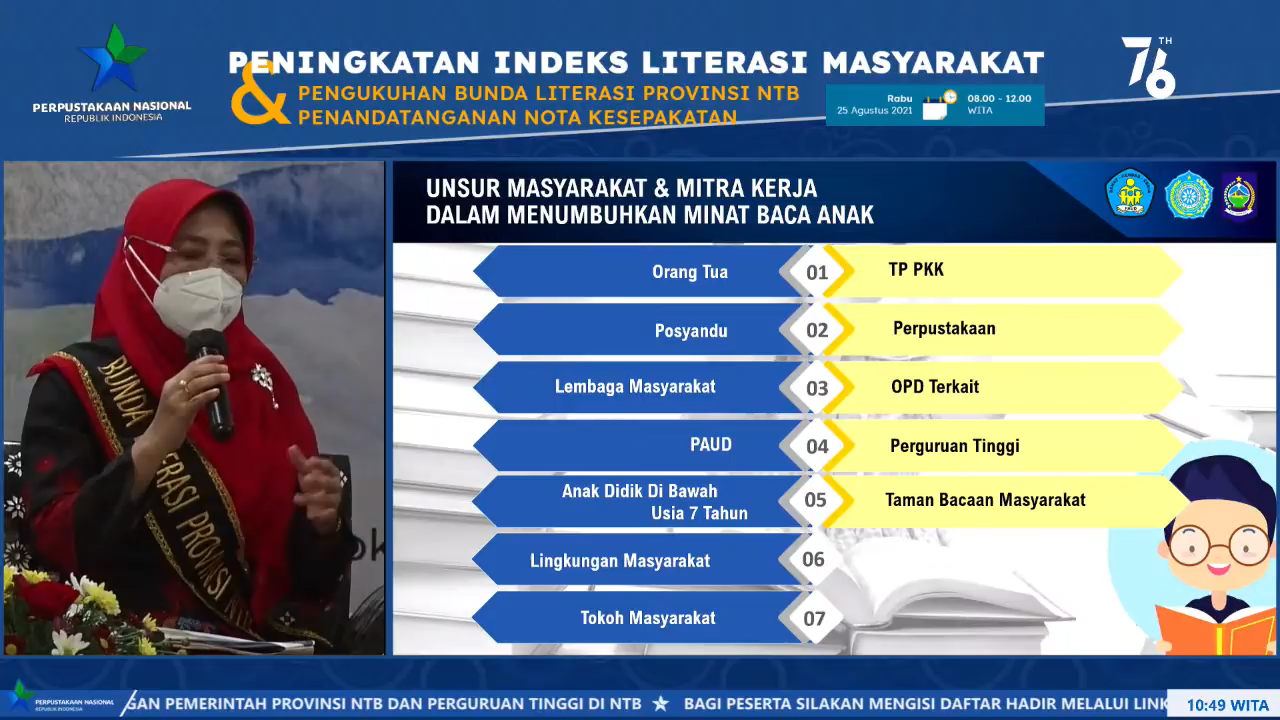 PERPUSTAKAAN NASIONAL
REPUBLIK INDONESIA
PENINGKATAN INDEKS LITERASI MASYARAKAT
& PENGUKUHAN BUNDA LITERASI PROVINSI NTB
PENANDATANGANAN NOTA KESEPAKATAN
Rabu
25 Agustus 2021
08.00 - 12.00
WITA
76 TH
UNSUR MASYARAKAT & MITRA KERJA
DALAM MENUMBUHKAN MINAT BACA ANAK
Orang Tua 01 TP PKK
Posyandu 02 Perpustakaan
Lembaga Masyarakat 03 OPD Terkait
PAUD 04 Perguruan Tinggi
Anak Didik Di Bawah
Usia 7 Tahun 05 Taman Bacaan Masyarakat
Lingkungan Masyarakat 06
Tokoh Masyarakat 07
BUNDA
ERASI PROVINSI N
PERPUSTAKAAN NASIONAL
REPUBLIK INDONESIA
GAN PEMERINTAH PROVINSI NTB DAN PERGURUAN TINGGI DI NTB ★ BAGI PESERTA SILAKAN MENGISI DAFTAR HADIR MELALUI LINK
10:49 WITA